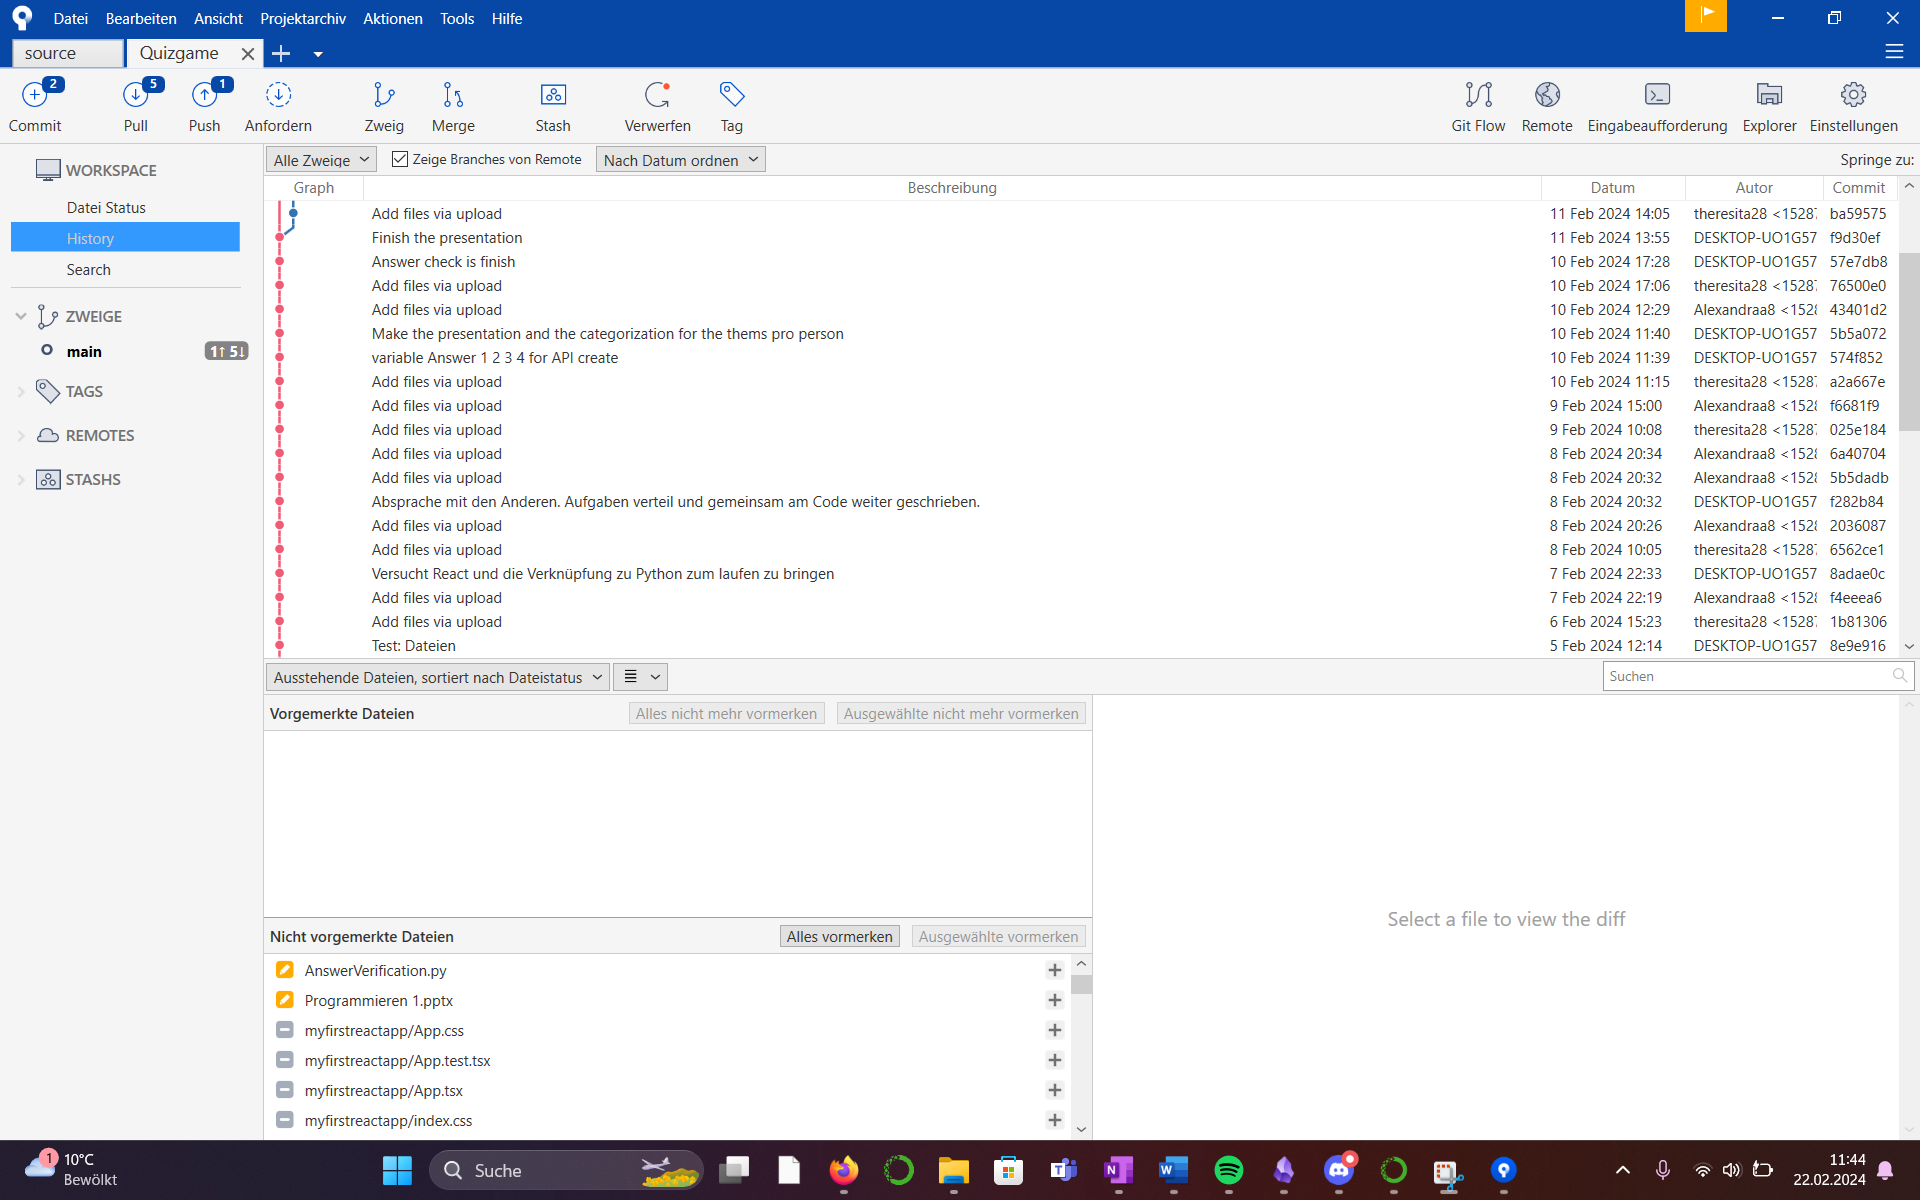 Datei Bearbeiten Ansicht Projektarchiv Aktionen Tools Hilfe
source Quizgame
2 5 1
Commit Pull Push Anfordern Zweig Merge Stash Verwerfen Tag Git Flow Remote Eingabeaufforderung Explorer Einstellungen
WORKSPACE
Datei Status
History
Search
ZWEIGE
main 1↑ 5↓
TAGS
REMOTES
STASHS
Alle Zweige Zeige Branches von Remote Nach Datum ordnen Springe zu:
Graph Beschreibung Datum Autor Commit
Add files via upload 11 Feb 2024 14:05 theresita28 <15287 ba59575
Finish the presentation 11 Feb 2024 13:55 DESKTOP-UO1G57 f9d30ef
Answer check is finish 10 Feb 2024 17:28 DESKTOP-UO1G57 57e7db8
Add files via upload 10 Feb 2024 17:06 theresita28 <15287 76500e0
Add files via upload 10 Feb 2024 12:29 Alexandraa8 <1528 43401d2
Make the presentation and the categorization for the thems pro person 10 Feb 2024 11:40 DESKTOP-UO1G57 5b5a072
variable Answer 1 2 3 4 for API create 10 Feb 2024 11:39 DESKTOP-UO1G57 574f852
Add files via upload 10 Feb 2024 11:15 theresita28 <15287 a2a667e
Add files via upload 9 Feb 2024 15:00 Alexandraa8 <1528 f6681f9
Add files via upload 9 Feb 2024 10:08 theresita28 <15287 025e184
Add files via upload 8 Feb 2024 20:34 Alexandraa8 <1528 6a40704
Add files via upload 8 Feb 2024 20:32 Alexandraa8 <1528 5b5dadb
Absprache mit den Anderen. Aufgaben verteil und gemeinsam am Code weiter geschrieben. 8 Feb 2024 20:32 DESKTOP-UO1G57 f282b84
Add files via upload 8 Feb 2024 20:26 Alexandraa8 <1528 2036087
Add files via upload 8 Feb 2024 10:05 theresita28 <15287 6562ce1
Versucht React und die Verknüpfung zu Python zum laufen zu bringen 7 Feb 2024 22:33 DESKTOP-UO1G57 8adae0c
Add files via upload 7 Feb 2024 22:19 Alexandraa8 <1528 f4eeea6
Add files via upload 6 Feb 2024 15:23 theresita28 <15287 1b81306
Test: Dateien 5 Feb 2024 12:14 DESKTOP-UO1G57 8e9e916
Ausstehende Dateien, sortiert nach Dateistatus Suchen
Vorgemerkte Dateien Alles nicht mehr vormerken Ausgewählte nicht mehr vormerken
Select a file to view the diff
Nicht vorgemerkte Dateien Alles vormerken Ausgewählte vormerken
AnswerVerification.py
Programmieren 1.pptx
myfirstreactapp/App.css
myfirstreactapp/App.test.tsx
myfirstreactapp/App.tsx
myfirstreactapp/index.css
1 10°C
Bewölkt
Suche
11:44
22.02.2024